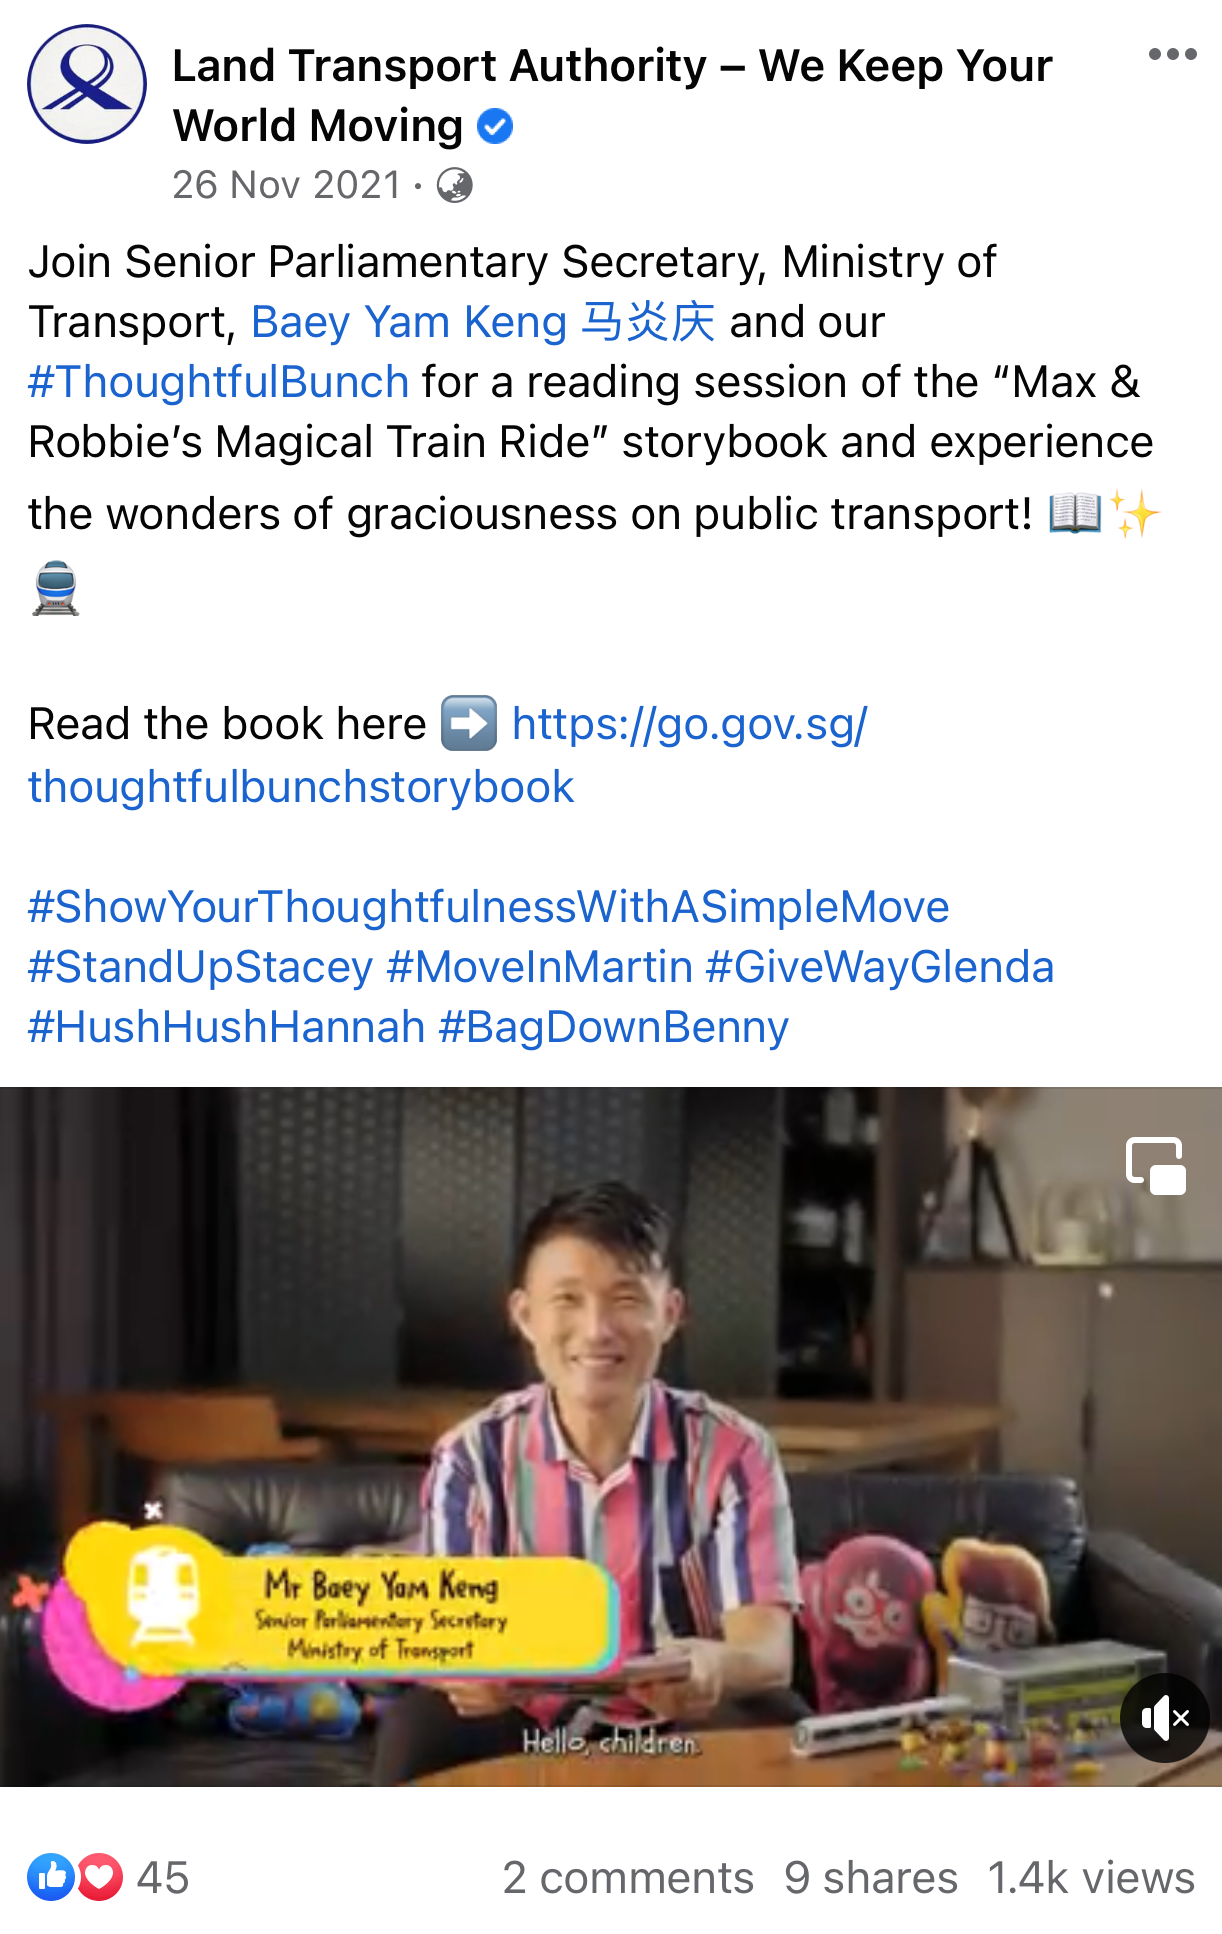 Land Transport Authority – We Keep Your
World Moving
26 Nov 2021 ·
Join Senior Parliamentary Secretary, Ministry of
Transport, Baey Yam Keng 马炎庆 and our
#ThoughtfulBunch for a reading session of the “Max &
Robbie’s Magical Train Ride” storybook and experience
the wonders of graciousness on public transport! 📖✨
🚆
Read the book here ➡️ https://go.gov.sg/
thoughtfulbunchstorybook
#ShowYourThoughtfulnessWithASimpleMove
#StandUpStacey #MoveInMartin #GiveWayGlenda
#HushHushHannah #BagDownBenny
Mr Baey Yam Keng
Senior Parliamentary Secretary
Ministry of Transport
Hello, children.
45
2 comments 9 shares 1.4k views